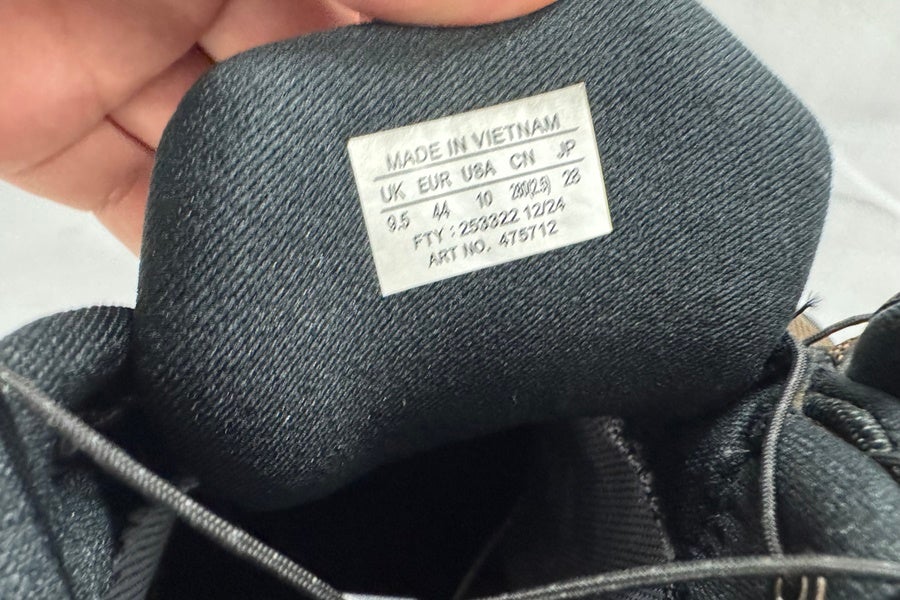 MADE IN VIETNAM
UK EUR USA CN JP
9.5 44 10 280(2.5) 28
FTY : 253322 12/24
ART NO. 475712